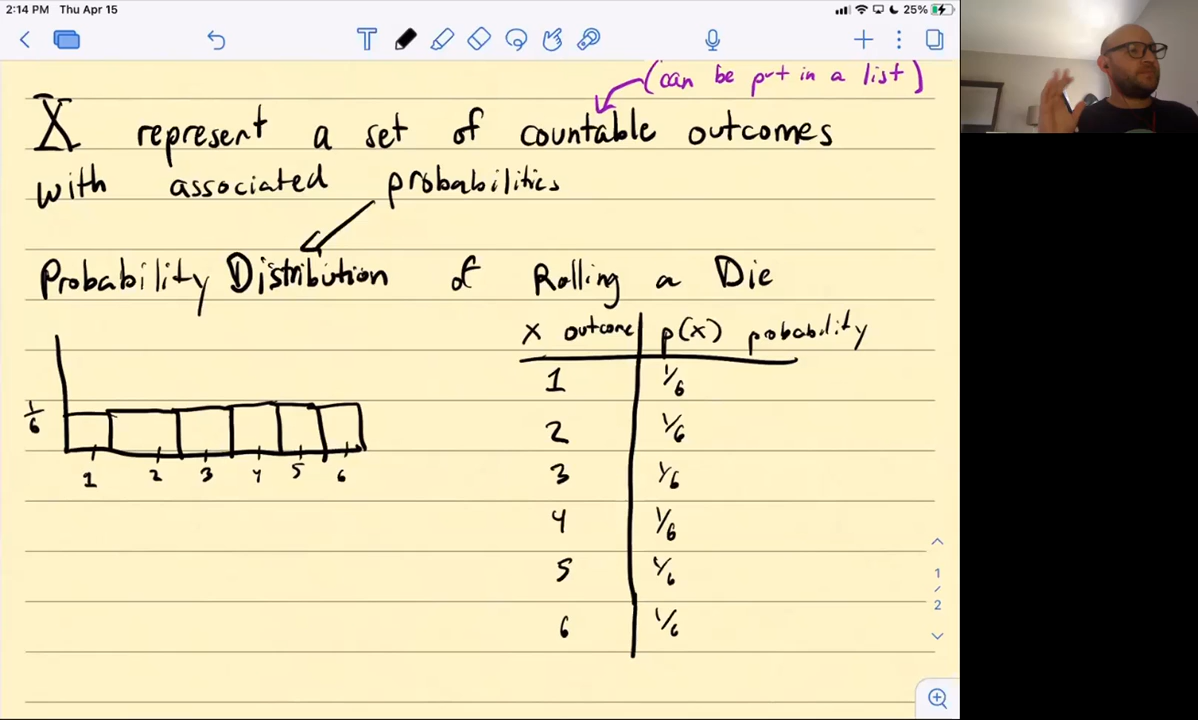 2:14 PM Thu Apr 15
25%
(can be put in a list)
X represent a set of countable outcomes
with associated probabilities
Probability Distribution of Rolling a Die
X outcome p(x) probability
1 1/6
2 1/6
3 1/6
4 1/6
5 1/6
6 1/6
1/6
1 2 3 4 5 6
1/2